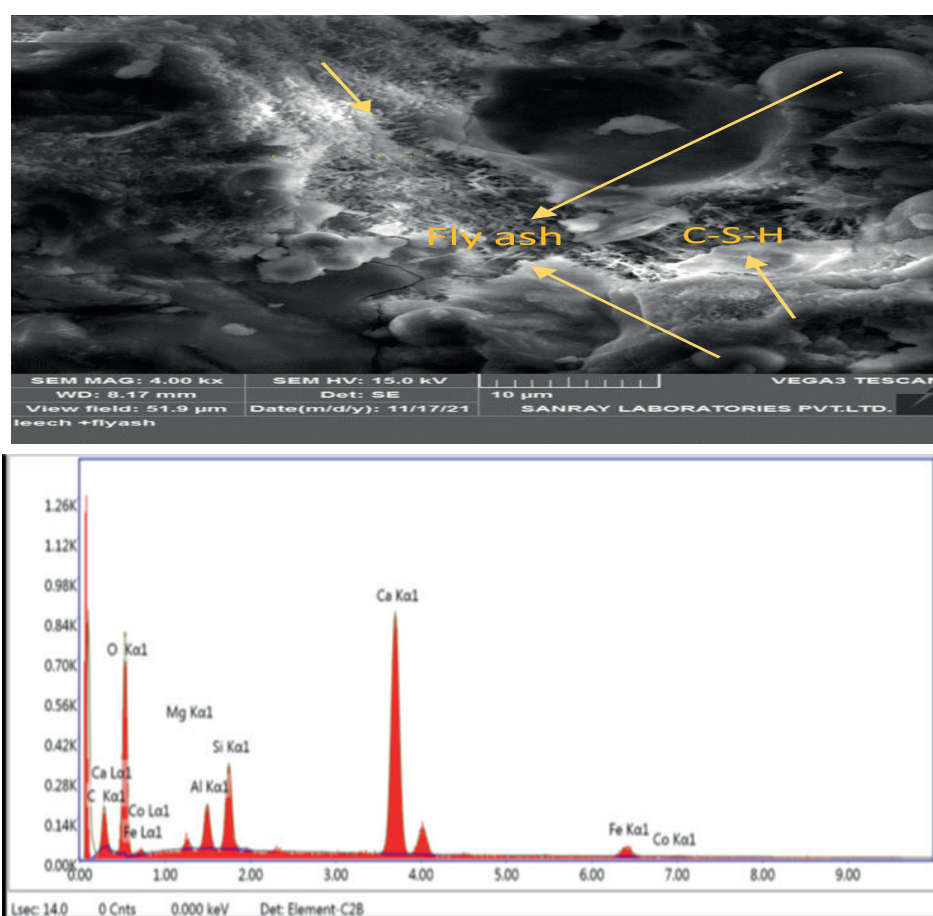 Fly ash
C-S-H
SEM MAG: 4.00 kx
SEM HV: 15.0 kV
VEGA3 TESCAN
WD: 8.17 mm
Det: SE
10 µm
View field: 51.9 µm
Date(m/d/y): 11/17/21
SANRAY LABORATORIES PVT.LTD.
leech +flyash
1.26K
1.12K
0.98K
0.84K
0.70K
0.56K
0.42K
0.28K
0.14K
0.00K
Ca Kα1
O Kα1
Mg Kα1
Si Kα1
Ca Lα1
Al Kα1
C Kα1
Co Lα1
Fe Lα1
Fe Kα1
Co Kα1
0.00 1.00 2.00 3.00 4.00 5.00 6.00 7.00 8.00 9.00
Lsec: 14.0 0 Cnts 0.000 keV Det: Element-C2B